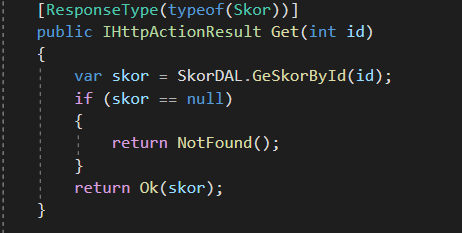 [ResponseType(typeof(Skor))]
public IHttpActionResult Get(int id)
{
var skor = SkorDAL.GeSkorById(id);
if (skor == null)
{
return NotFound();
}
return Ok(skor);
}